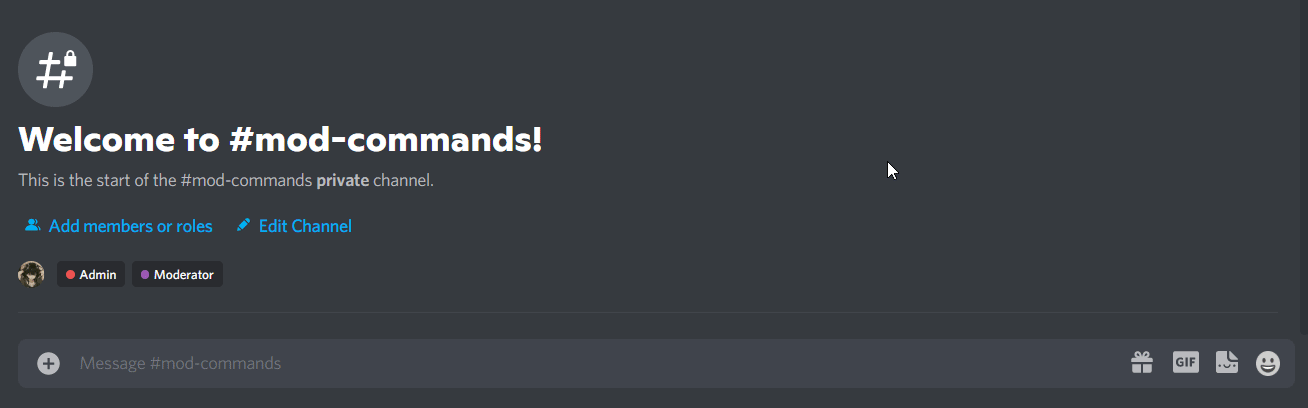 Welcome to #mod-commands!
This is the start of the #mod-commands private channel.
Add members or roles Edit Channel
Admin Moderator
Message #mod-commands GIF